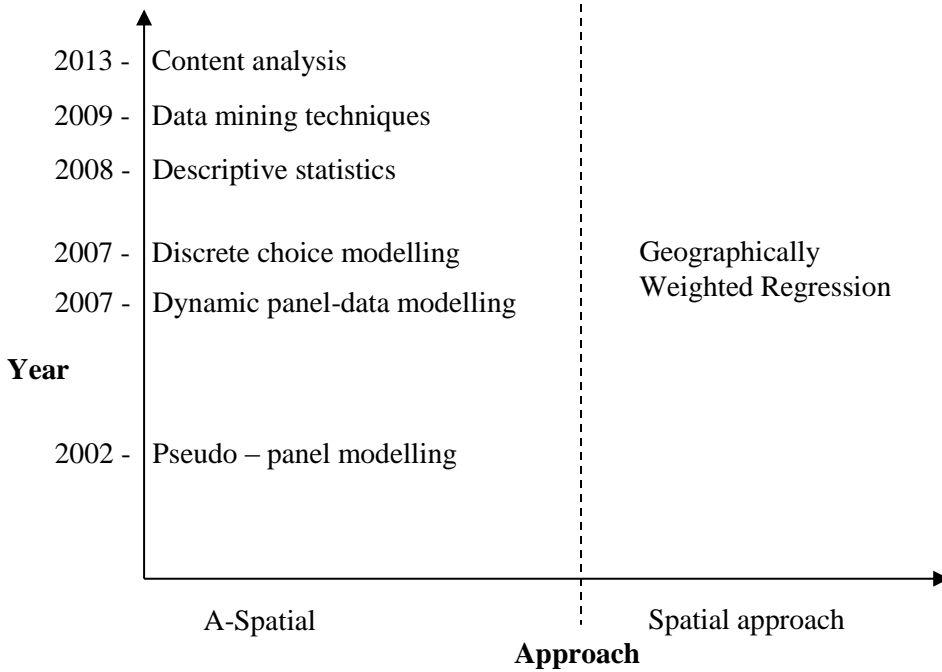 2013 - Content analysis
2009 - Data mining techniques
2008 - Descriptive statistics
2007 - Discrete choice modelling
Geographically
Weighted Regression
2007 - Dynamic panel-data modelling
Year
2002 - Pseudo – panel modelling
A-Spatial
Spatial approach
Approach